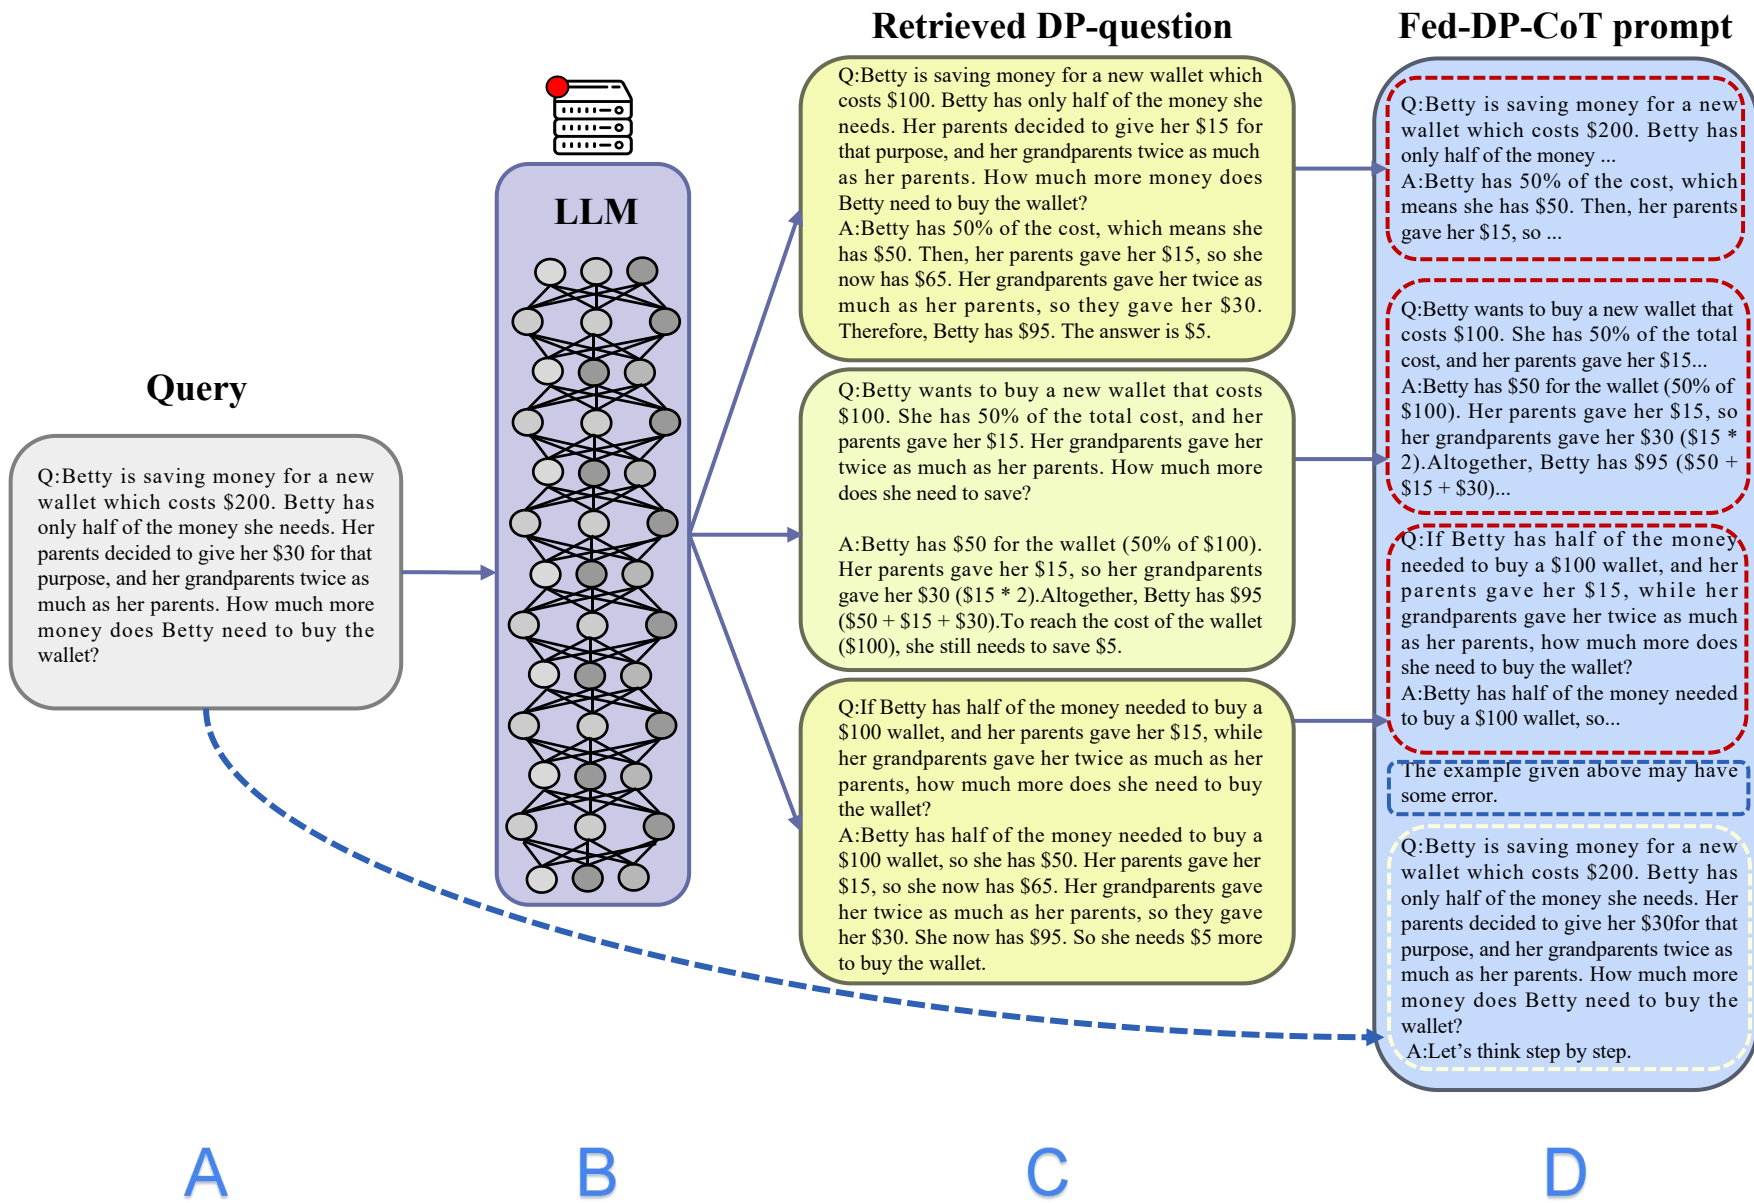 Query
Q:Betty is saving money for a new
wallet which costs $200. Betty has
only half of the money she needs. Her
parents decided to give her $30 for that
purpose, and her grandparents twice as
much as her parents. How much more
money does Betty need to buy the
wallet?
LLM
Retrieved DP-question
Q:Betty is saving money for a new wallet which
costs $100. Betty has only half of the money she
needs. Her parents decided to give her $15 for
that purpose, and her grandparents twice as much
as her parents. How much more money does
Betty need to buy the wallet?
A:Betty has 50% of the cost, which means she
has $50. Then, her parents gave her $15, so she
now has $65. Her grandparents gave her twice as
much as her parents, so they gave her $30.
Therefore, Betty has $95. The answer is $5.
Q:Betty wants to buy a new wallet that costs
$100. She has 50% of the total cost, and her
parents gave her $15. Her grandparents gave her
twice as much as her parents. How much more
does she need to save?
A:Betty has $50 for the wallet (50% of $100).
Her parents gave her $15, so her grandparents
gave her $30 ($15 * 2).Altogether, Betty has $95
($50 + $15 + $30).To reach the cost of the wallet
($100), she still needs to save $5.
Q:If Betty has half of the money needed to buy a
$100 wallet, and her parents gave her $15, while
her grandparents gave her twice as much as her
parents, how much more does she need to buy
the wallet?
A:Betty has half of the money needed to buy a
$100 wallet, so she has $50. Her parents gave her
$15, so she now has $65. Her grandparents gave
her twice as much as her parents, so they gave
her $30. She now has $95. So she needs $5 more
to buy the wallet.
Fed-DP-CoT prompt
Q:Betty is saving money for a new
wallet which costs $200. Betty has
only half of the money ...
A:Betty has 50% of the cost, which
means she has $50. Then, her parents
gave her $15, so ...
Q:Betty wants to buy a new wallet that
costs $100. She has 50% of the total
cost, and her parents gave her $15...
A:Betty has $50 for the wallet (50% of
$100). Her parents gave her $15, so
her grandparents gave her $30 ($15 *
2).Altogether, Betty has $95 ($50 +
$15 + $30)...
Q:If Betty has half of the money
needed to buy a $100 wallet, and her
parents gave her $15, while her
grandparents gave her twice as much
as her parents, how much more does
she need to buy the wallet?
A:Betty has half of the money needed
to buy a $100 wallet, so...
The example given above may have
some error.
Q:Betty is saving money for a new
wallet which costs $200. Betty has
only half of the money she needs. Her
parents decided to give her $30for that
purpose, and her grandparents twice as
much as her parents. How much more
money does Betty need to buy the
wallet?
A:Let's think step by step.
A
B
C
D